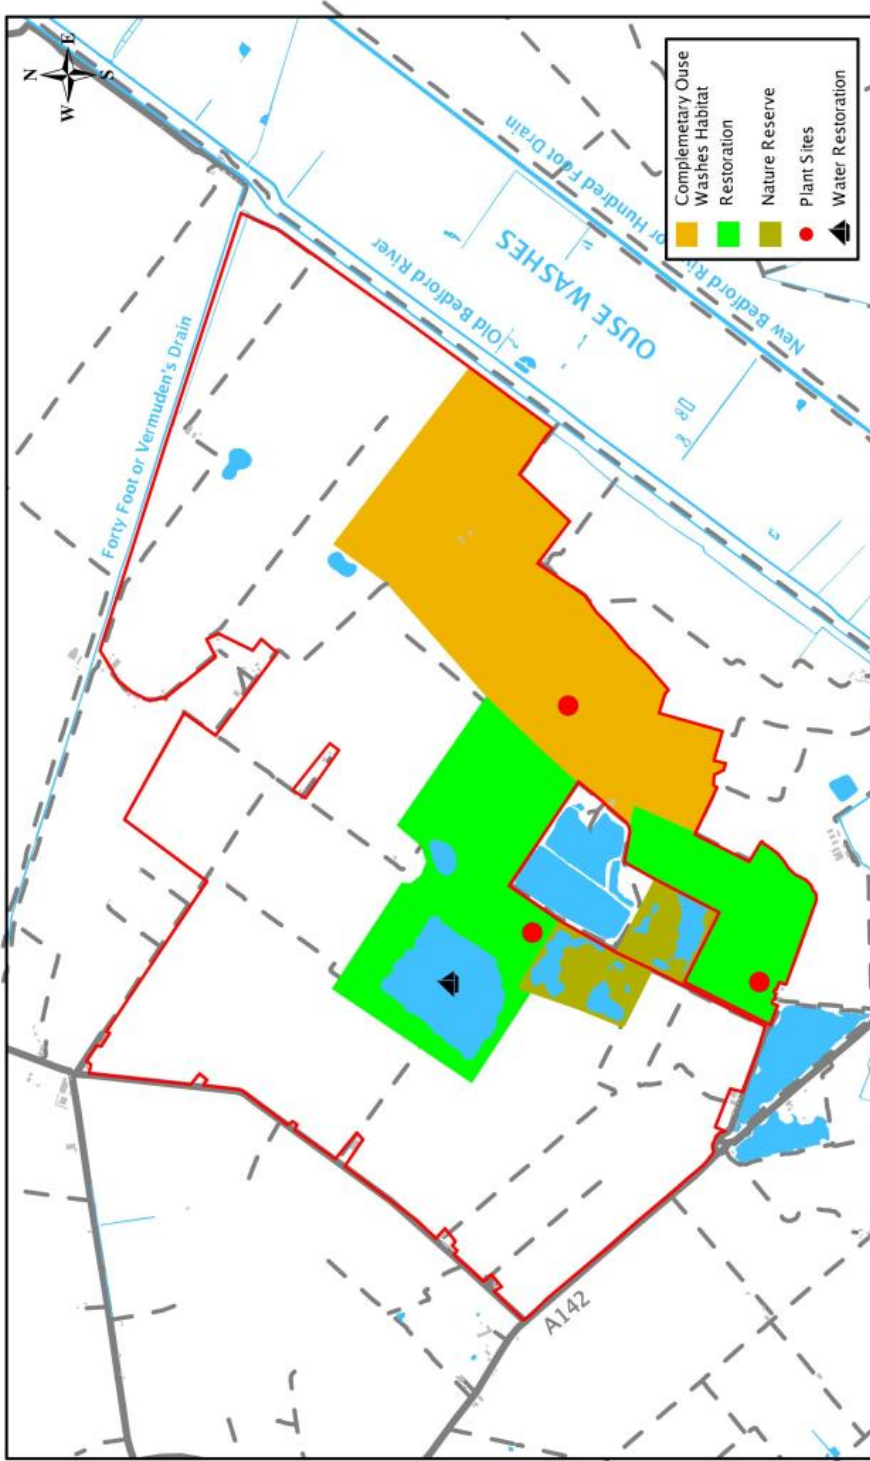 N
E
S
W
Forty Foot or Vermuden's Drain
Old Bedford River
OUSE WASHES
New Bedford Ri
or Hundred Foot Drain
A142
Complemetary Ouse
Washes Habitat
Restoration
Nature Reserve
Plant Sites
Water Restoration